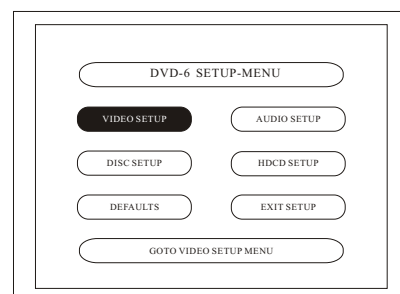 DVD-6 SETUP-MENU
VIDEO SETUP AUDIO SETUP
DISC SETUP HDCD SETUP
DEFAULTS EXIT SETUP
GOTO VIDEO SETUP MENU